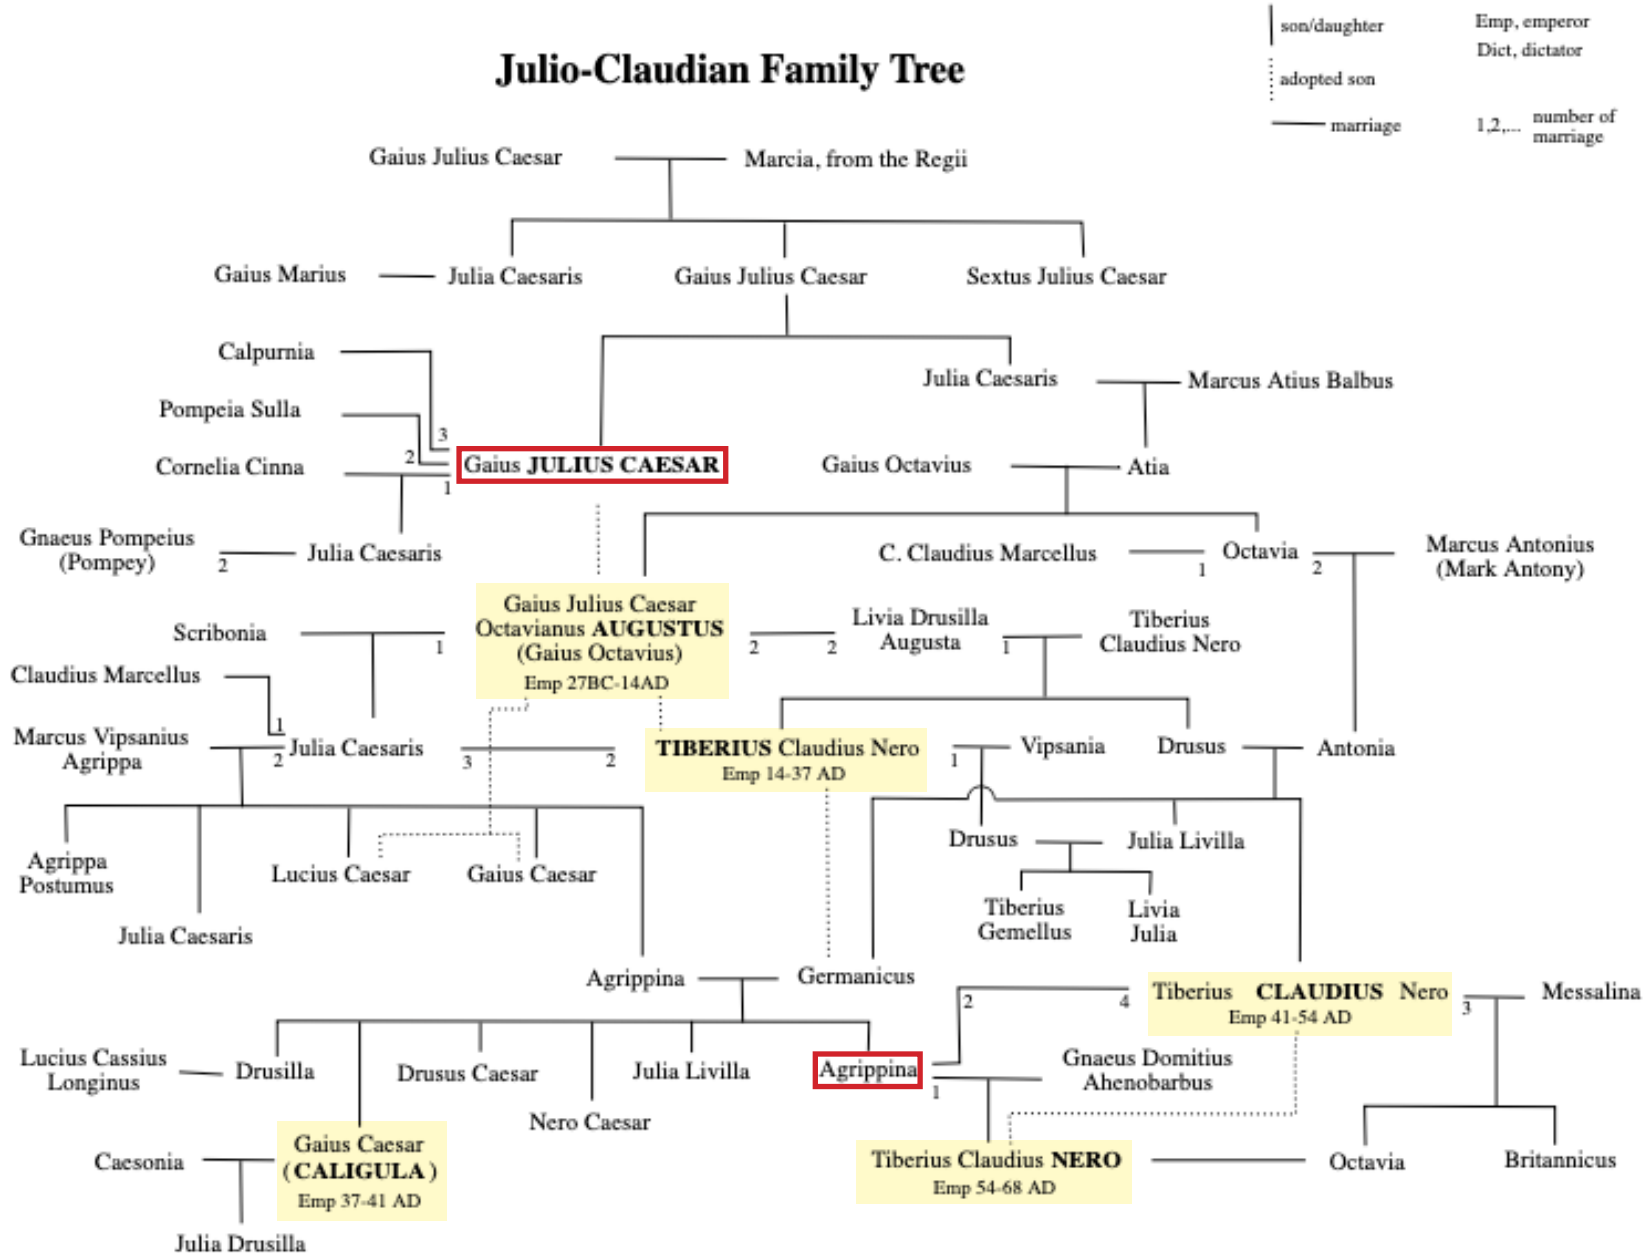 son/daughter
Emp, emperor
Dict, dictator
Julio-Claudian Family Tree
adopted son
marriage
1,2,... number of
marriage
Gaius Julius Caesar
Marcia, from the Regii
Gaius Marius
Julia Caesaris
Gaius Julius Caesar
Sextus Julius Caesar
Calpurnia
Julia Caesaris
Marcus Atius Balbus
Pompeia Sulla
3
2
Cornelia Cinna
Gaius JULIUS CAESAR
Gaius Octavius
Atia
1
Gnaeus Pompeius
(Pompey)
2
Julia Caesaris
C. Claudius Marcellus
1
Octavia
2
Marcus Antonius
(Mark Antony)
Scribonia
1
Gaius Julius Caesar
Octavianus AUGUSTUS
(Gaius Octavius)
Emp 27BC-14AD
2
2
Livia Drusilla
Augusta
1
Tiberius
Claudius Nero
Claudius Marcellus
1
Marcus Vipsanius
Agrippa
2
Julia Caesaris
3
2
TIBERIUS Claudius Nero
Emp 14-37 AD
1
Vipsania
Drusus
Antonia
Agrippa
Postumus
Lucius Caesar
Gaius Caesar
Drusus
Julia Livilla
Julia Caesaris
Tiberius
Gemellus
Livia
Julia
Agrippina
Germanicus
2
4
Tiberius CLAUDIUS Nero
Emp 41-54 AD
3
Messalina
Lucius Cassius
Longinus
Drusilla
Drusus Caesar
Julia Livilla
Agrippina
1
Gnaeus Domitius
Ahenobarbus
Nero Caesar
Caesonia
Gaius Caesar
(CALIGULA)
Emp 37-41 AD
Tiberius Claudius NERO
Emp 54-68 AD
Octavia
Britannicus
Julia Drusilla